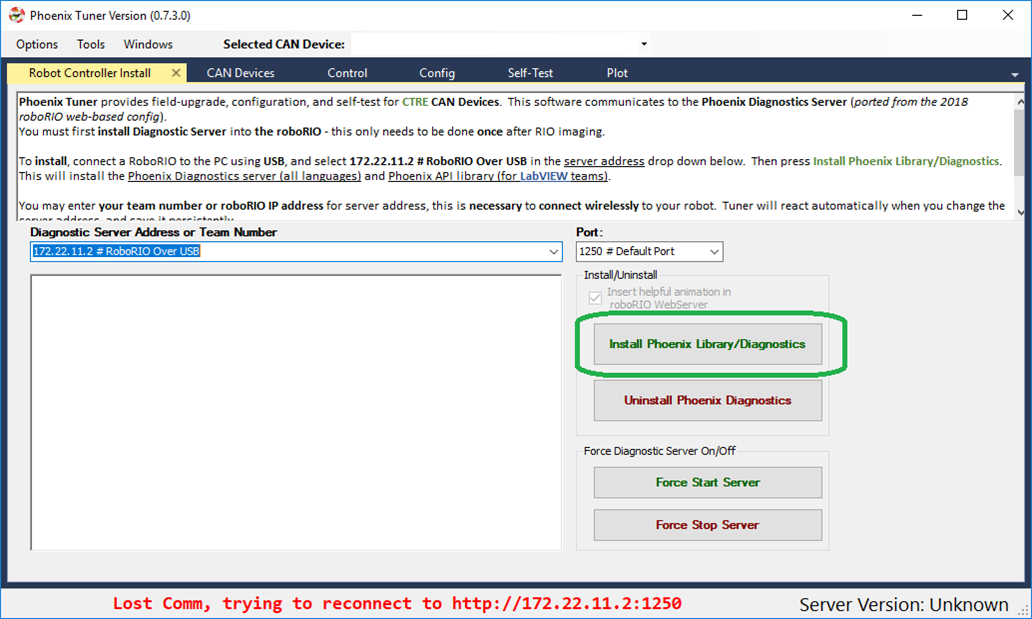 Phoenix Tuner Version (0.7.3.0)
Options Tools Windows Selected CAN Device:
Robot Controller Install CAN Devices Control Config Self-Test Plot
Phoenix Tuner provides field-upgrade, configuration, and self-test for CTRE CAN Devices. This software communicates to the Phoenix Diagnostics Server (ported from the 2018
roboRIO web-based config).
You must first install Diagnostic Server into the roboRIO - this only needs to be done once after RIO imaging.
To install, connect a RoboRIO to the PC using USB, and select 172.22.11.2 # RoboRIO Over USB in the server address drop down below. Then press Install Phoenix Library/Diagnostics.
This will install the Phoenix Diagnostics server (all languages) and Phoenix API library (for LabVIEW teams).
You may enter your team number or roboRIO IP address for server address, this is necessary to connect wirelessly to your robot. Tuner will react automatically when you change the
server address, and save it persistently.
Diagnostic Server Address or Team Number
Port:
172.22.11.2 # RoboRIO Over USB
1250 # Default Port
Install/Uninstall
Insert helpful animation in
roboRIO WebServer
Install Phoenix Library/Diagnostics
Uninstall Phoenix Diagnostics
Force Diagnostic Server On/Off
Force Start Server
Force Stop Server
Lost Comm, trying to reconnect to http://172.22.11.2:1250
Server Version: Unknown